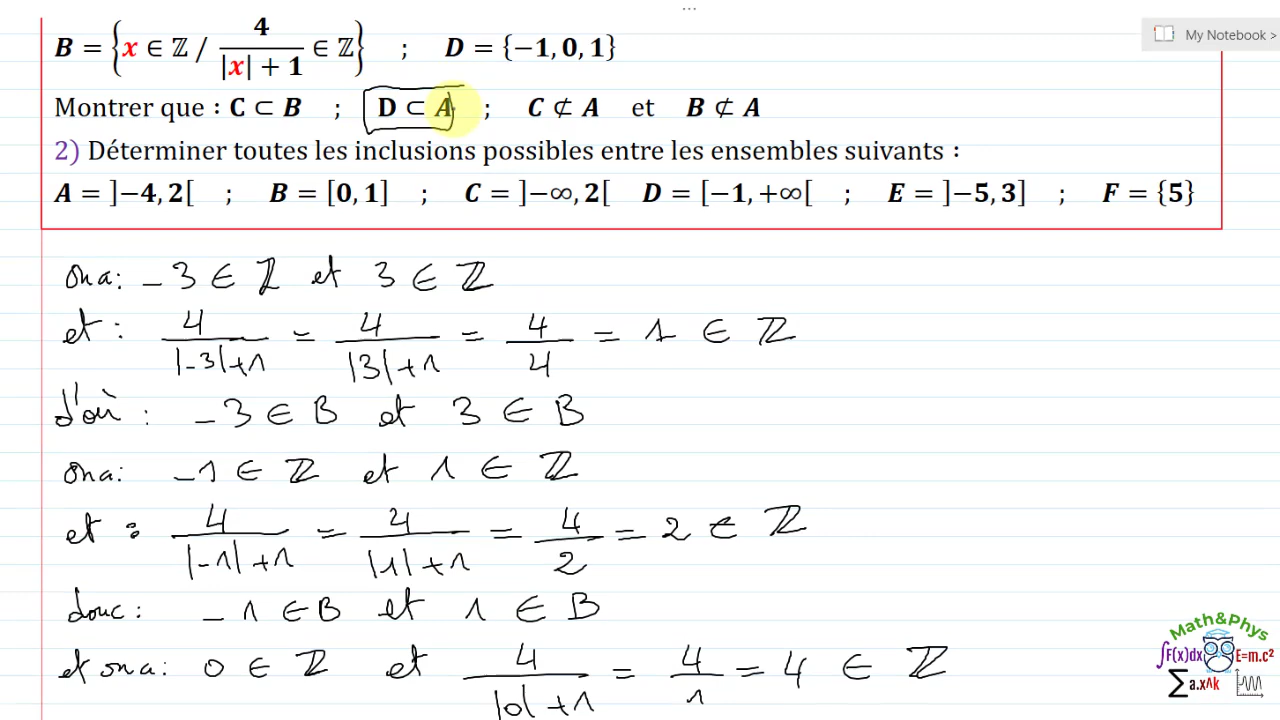 ...
My Notebook >
B = {x ∈ ℤ / 4/(|x| + 1) ∈ ℤ} ; D = {−1, 0, 1}
Montrer que : C ⊂ B ; D ⊂ A ; C ⊄ A et B ⊄ A
2) Déterminer toutes les inclusions possibles entre les ensembles suivants :
A = ]−4, 2[ ; B = [0, 1] ; C = ]−∞, 2[ D = [−1, +∞[ ; E = ]−5, 3] ; F = {5}
ona: −3 ∈ ℤ et 3 ∈ ℤ
et : 4/(|−3|+1) = 4/(|3|+1) = 4/4 = 1 ∈ ℤ
d'où : −3 ∈ B et 3 ∈ B
ona: −1 ∈ ℤ et 1 ∈ ℤ
et : 4/(|−1|+1) = 4/(|1|+1) = 4/2 = 2 ∈ ℤ
donc : −1 ∈ B et 1 ∈ B
et ona: 0 ∈ ℤ et 4/(|0|+1) = 4/1 = 4 ∈ ℤ
Math&Phys
∫F(x)dx E=m.c²
∑ a.x^k